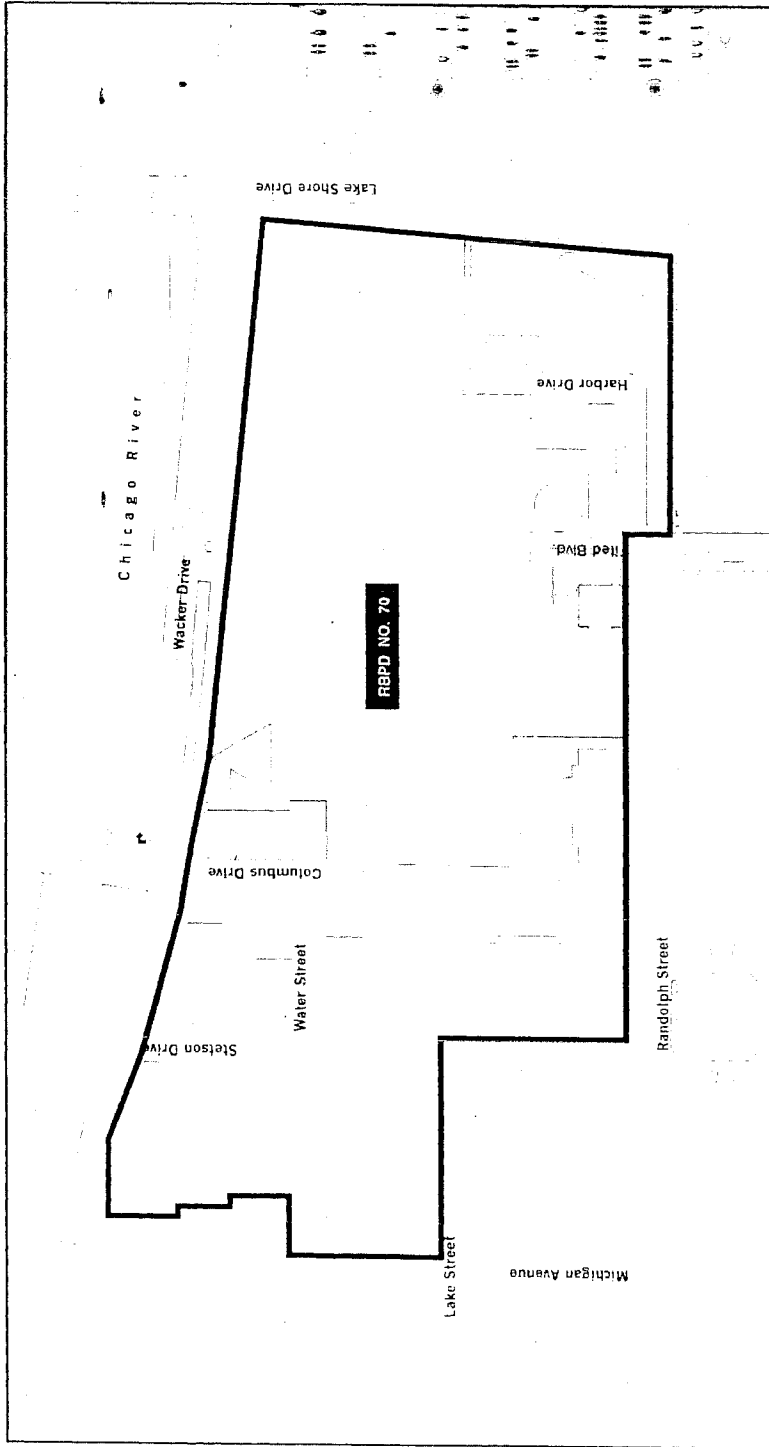 Lake Shore Drive
Chicago River
Harbor Drive
Wacker Drive
RBPD NO. 70
Columbus Drive
Water Street
Stetson Drive
Randolph Street
Lake Street
Michigan Avenue
Blvd.